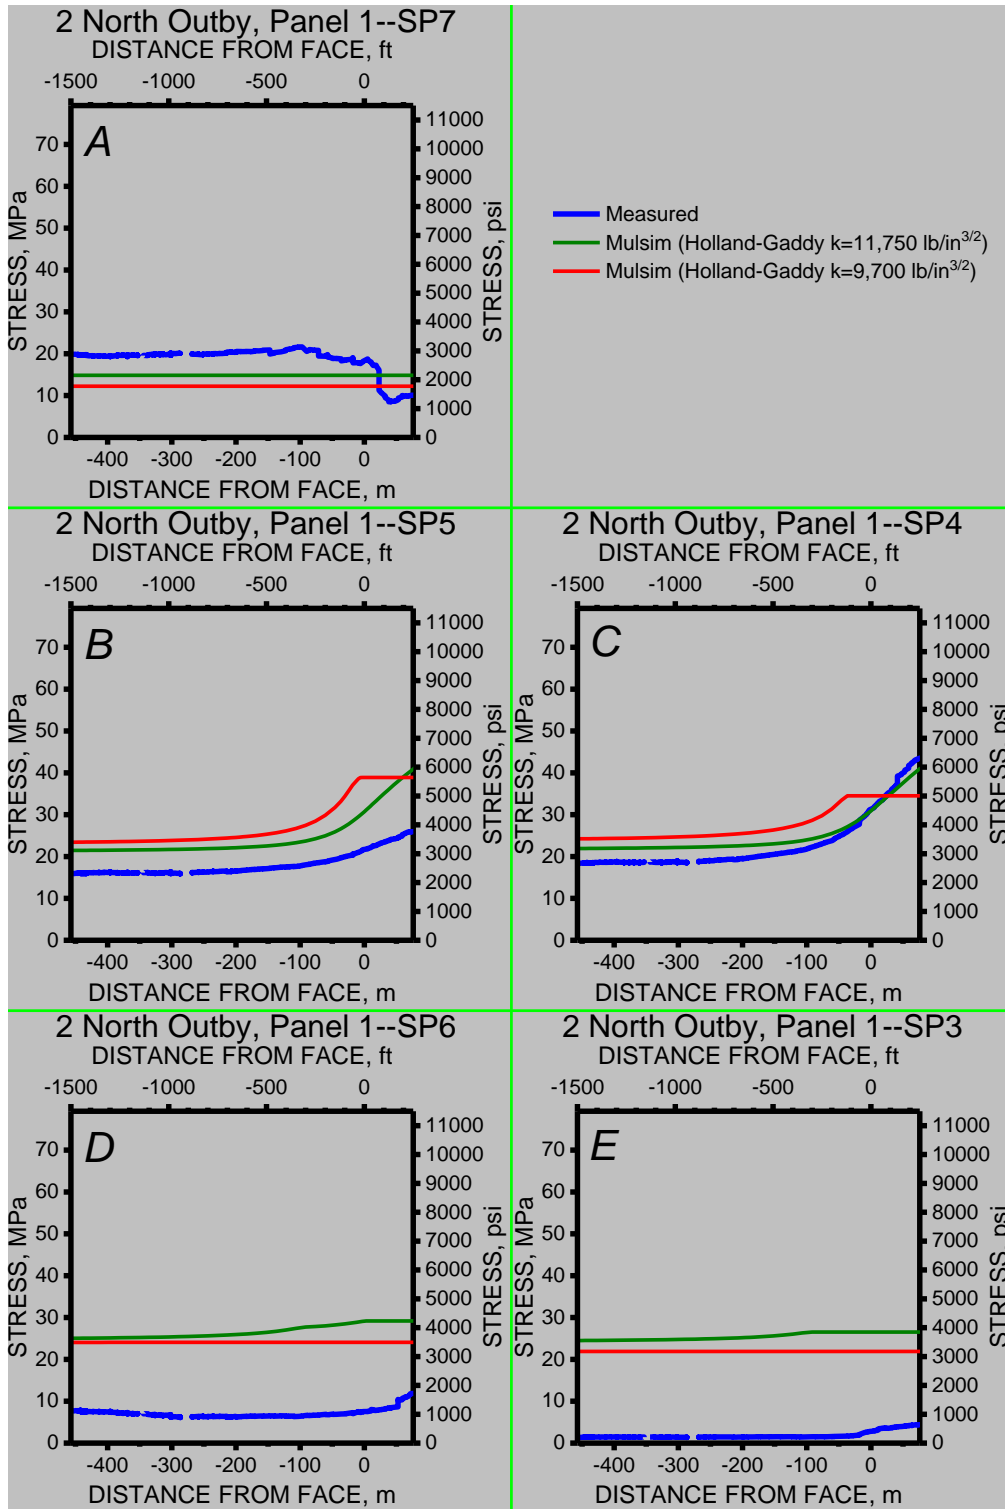 2 North Outby, Panel 1--SP7
DISTANCE FROM FACE, ft
-1500 -1000 -500 0
A
STRESS, MPa
70
60
50
40
30
20
10
0
11000
10000
9000
8000
7000
6000
5000
4000
3000
2000
1000
0
STRESS, psi
-400 -300 -200 -100 0
DISTANCE FROM FACE, m
Measured
Mulsim (Holland-Gaddy k=11,750 lb/in3/2)
Mulsim (Holland-Gaddy k=9,700 lb/in3/2)
2 North Outby, Panel 1--SP5
DISTANCE FROM FACE, ft
-1500 -1000 -500 0
B
STRESS, MPa
70
60
50
40
30
20
10
0
11000
10000
9000
8000
7000
6000
5000
4000
3000
2000
1000
0
STRESS, psi
-400 -300 -200 -100 0
DISTANCE FROM FACE, m
2 North Outby, Panel 1--SP4
DISTANCE FROM FACE, ft
-1500 -1000 -500 0
C
STRESS, MPa
70
60
50
40
30
20
10
0
11000
10000
9000
8000
7000
6000
5000
4000
3000
2000
1000
0
STRESS, psi
-400 -300 -200 -100 0
DISTANCE FROM FACE, m
2 North Outby, Panel 1--SP6
DISTANCE FROM FACE, ft
-1500 -1000 -500 0
D
STRESS, MPa
70
60
50
40
30
20
10
0
11000
10000
9000
8000
7000
6000
5000
4000
3000
2000
1000
0
STRESS, psi
-400 -300 -200 -100 0
DISTANCE FROM FACE, m
2 North Outby, Panel 1--SP3
DISTANCE FROM FACE, ft
-1500 -1000 -500 0
E
STRESS, MPa
70
60
50
40
30
20
10
0
11000
10000
9000
8000
7000
6000
5000
4000
3000
2000
1000
0
STRESS, psi
-400 -300 -200 -100 0
DISTANCE FROM FACE, m